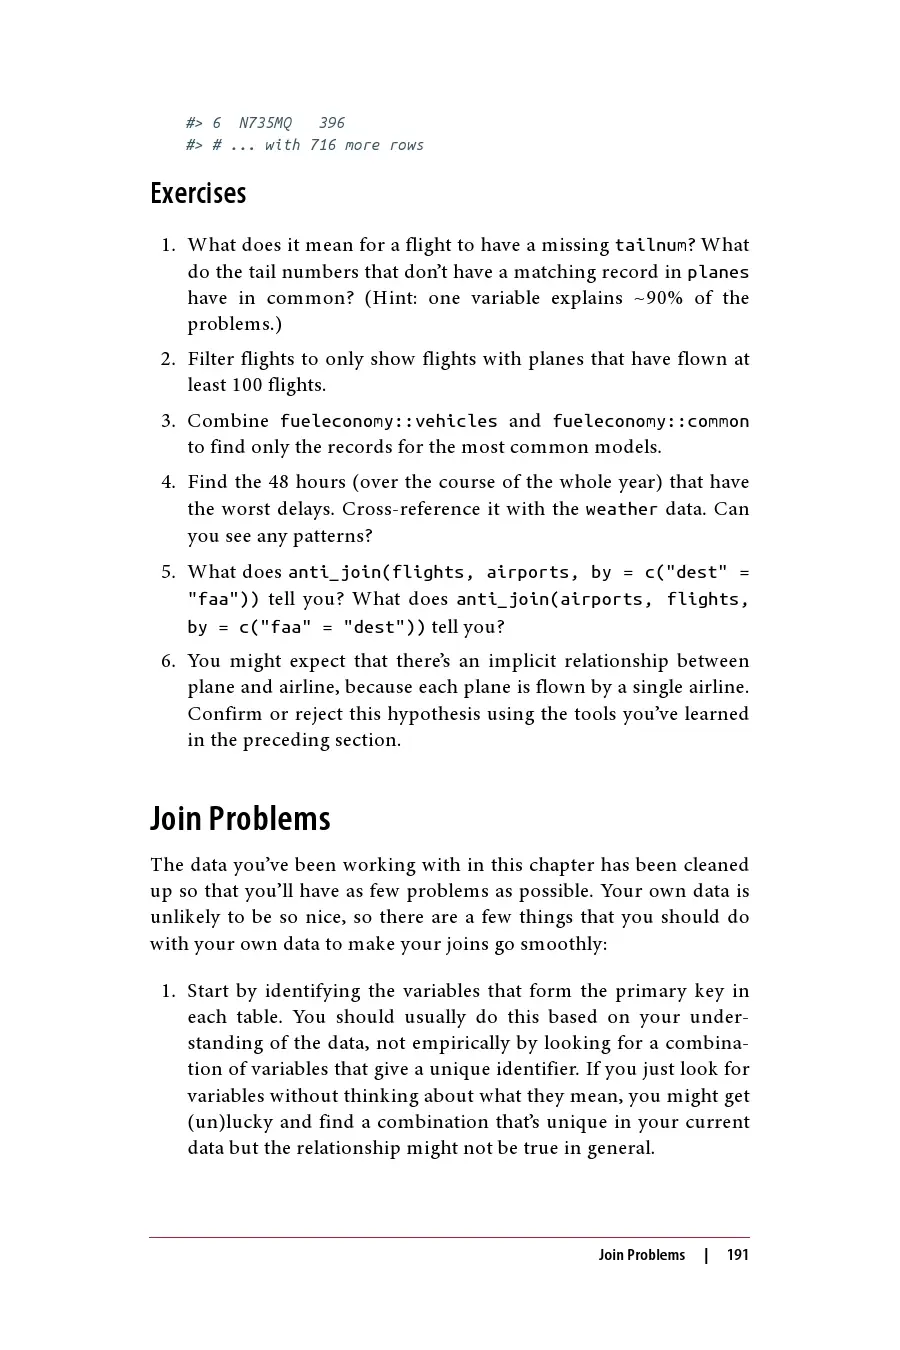 #> 6  N735MQ   396
#> # ... with 716 more rows
Exercises
1. What does it mean for a flight to have a missing tailnum? What
do the tail numbers that don’t have a matching record in planes
have in common? (Hint: one variable explains ~90% of the
problems.)
2. Filter flights to only show flights with planes that have flown at
least 100 flights.
3. Combine fueleconomy::vehicles and fueleconomy::common
to find only the records for the most common models.
4. Find the 48 hours (over the course of the whole year) that have
the worst delays. Cross-reference it with the weather data. Can
you see any patterns?
5. What does anti_join(flights, airports, by = c("dest" =
"faa")) tell you? What does anti_join(airports, flights,
by = c("faa" = "dest")) tell you?
6. You might expect that there’s an implicit relationship between
plane and airline, because each plane is flown by a single airline.
Confirm or reject this hypothesis using the tools you’ve learned
in the preceding section.
Join Problems
The data you’ve been working with in this chapter has been cleaned
up so that you’ll have as few problems as possible. Your own data is
unlikely to be so nice, so there are a few things that you should do
with your own data to make your joins go smoothly:
1. Start by identifying the variables that form the primary key in
each table. You should usually do this based on your under-
standing of the data, not empirically by looking for a combina-
tion of variables that give a unique identifier. If you just look for
variables without thinking about what they mean, you might get
(un)lucky and find a combination that’s unique in your current
data but the relationship might not be true in general.
Join Problems | 191